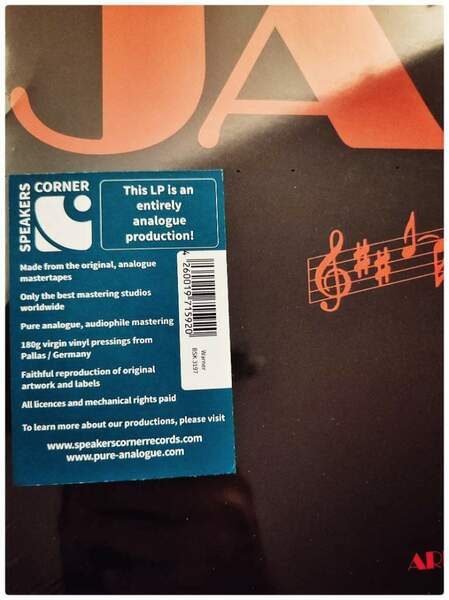 JA
SPEAKERS
CORNER
This LP is an
entirely
analogue
production!
Made from the original, analogue
mastertapes
Only the best mastering studios
worldwide
Pure analogue, audiophile mastering
180g virgin vinyl pressings from
Pallas / Germany
Faithful reproduction of original
artwork and labels
All licences and mechanical rights paid
To learn more about our productions, please visit
www.speakerscornerrecords.com
www.pure-analogue.com
4 260019 715920
Warner
BSK 3197
AR